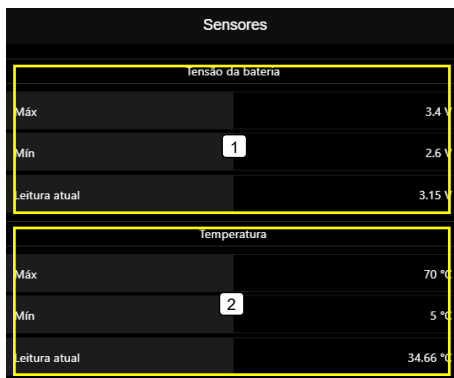 Sensores
Tensão da bateria
Máx 3.4 V
1
Mín 2.6 V
Leitura atual 3.15 V
Temperatura
Máx 70 °C
2
Mín 5 °C
Leitura atual 34.66 °C